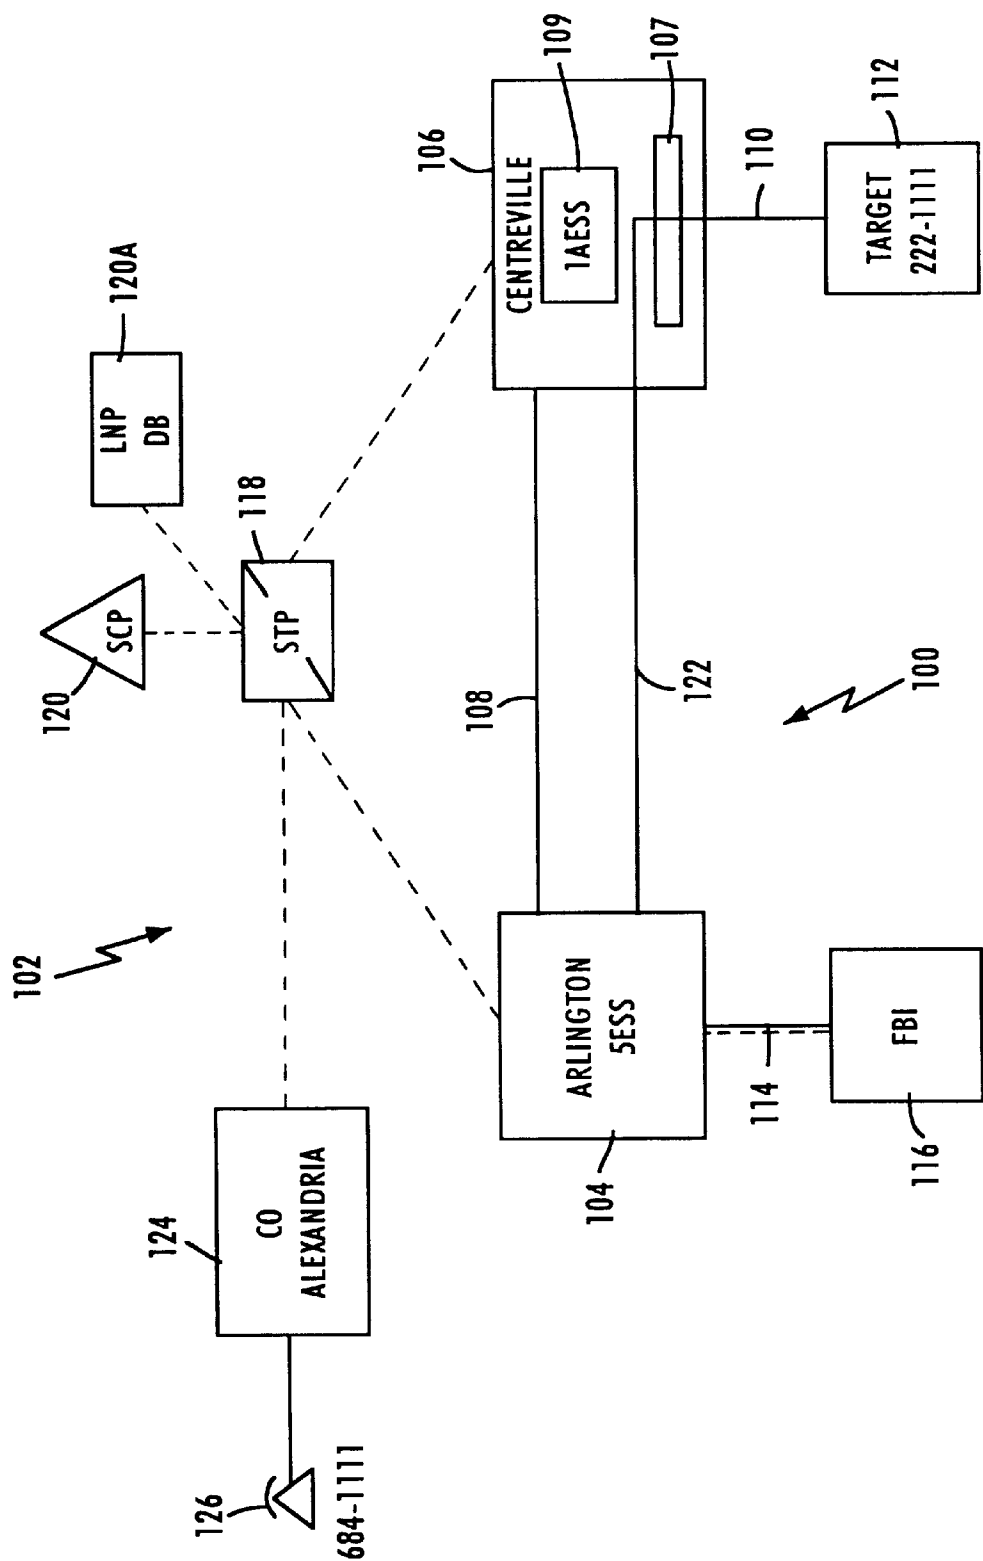 102
120
SCP
120A
LNP
DB
118
STP
124
CO
ALEXANDRIA
126
684-1111
106
CENTREVILLE
109
1AESS
107
108
122
110
ARLINGTON
5ESS
104
114
FBI
116
TARGET
222-1111
112
100